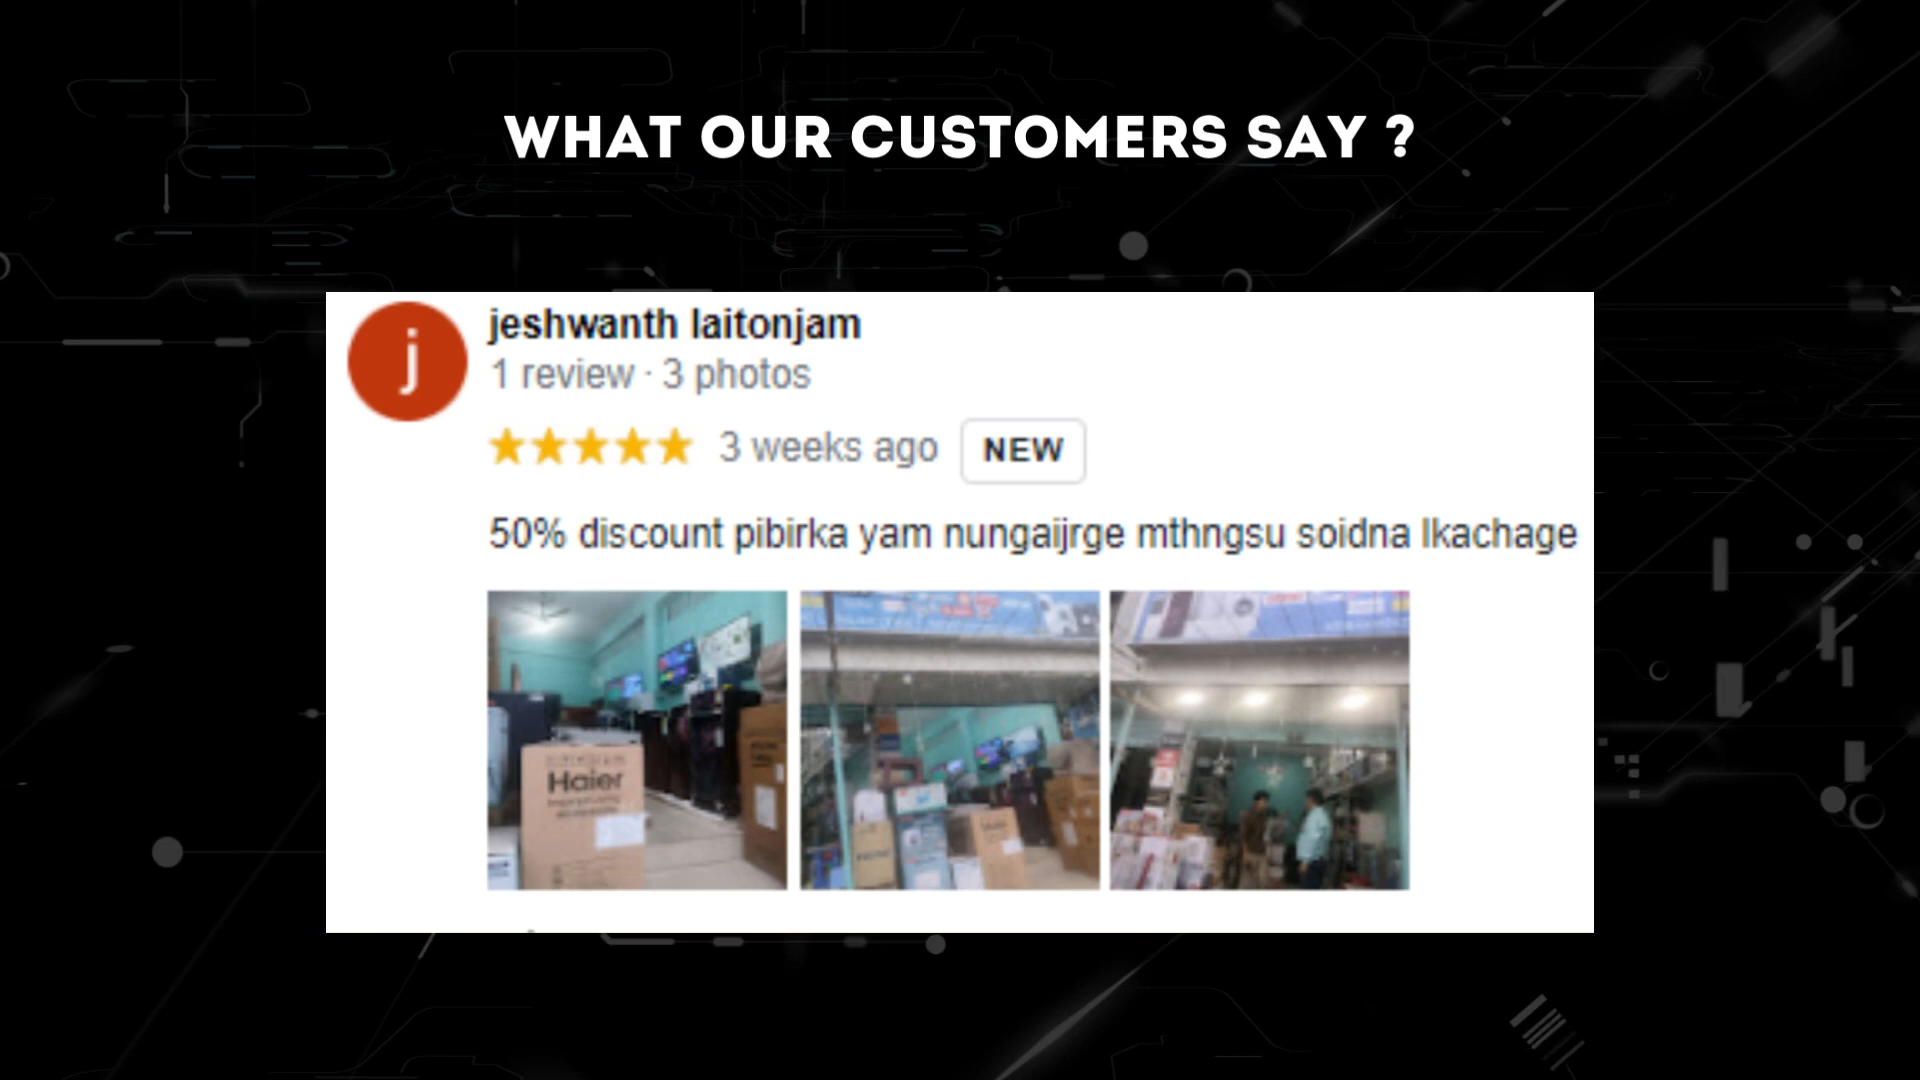 WHAT OUR CUSTOMERS SAY ?
j
jeshwanth laitonjam
1 review · 3 photos
3 weeks ago NEW
50% discount pibirka yam nungaijrge mthngsu soidna lkachage
Haier